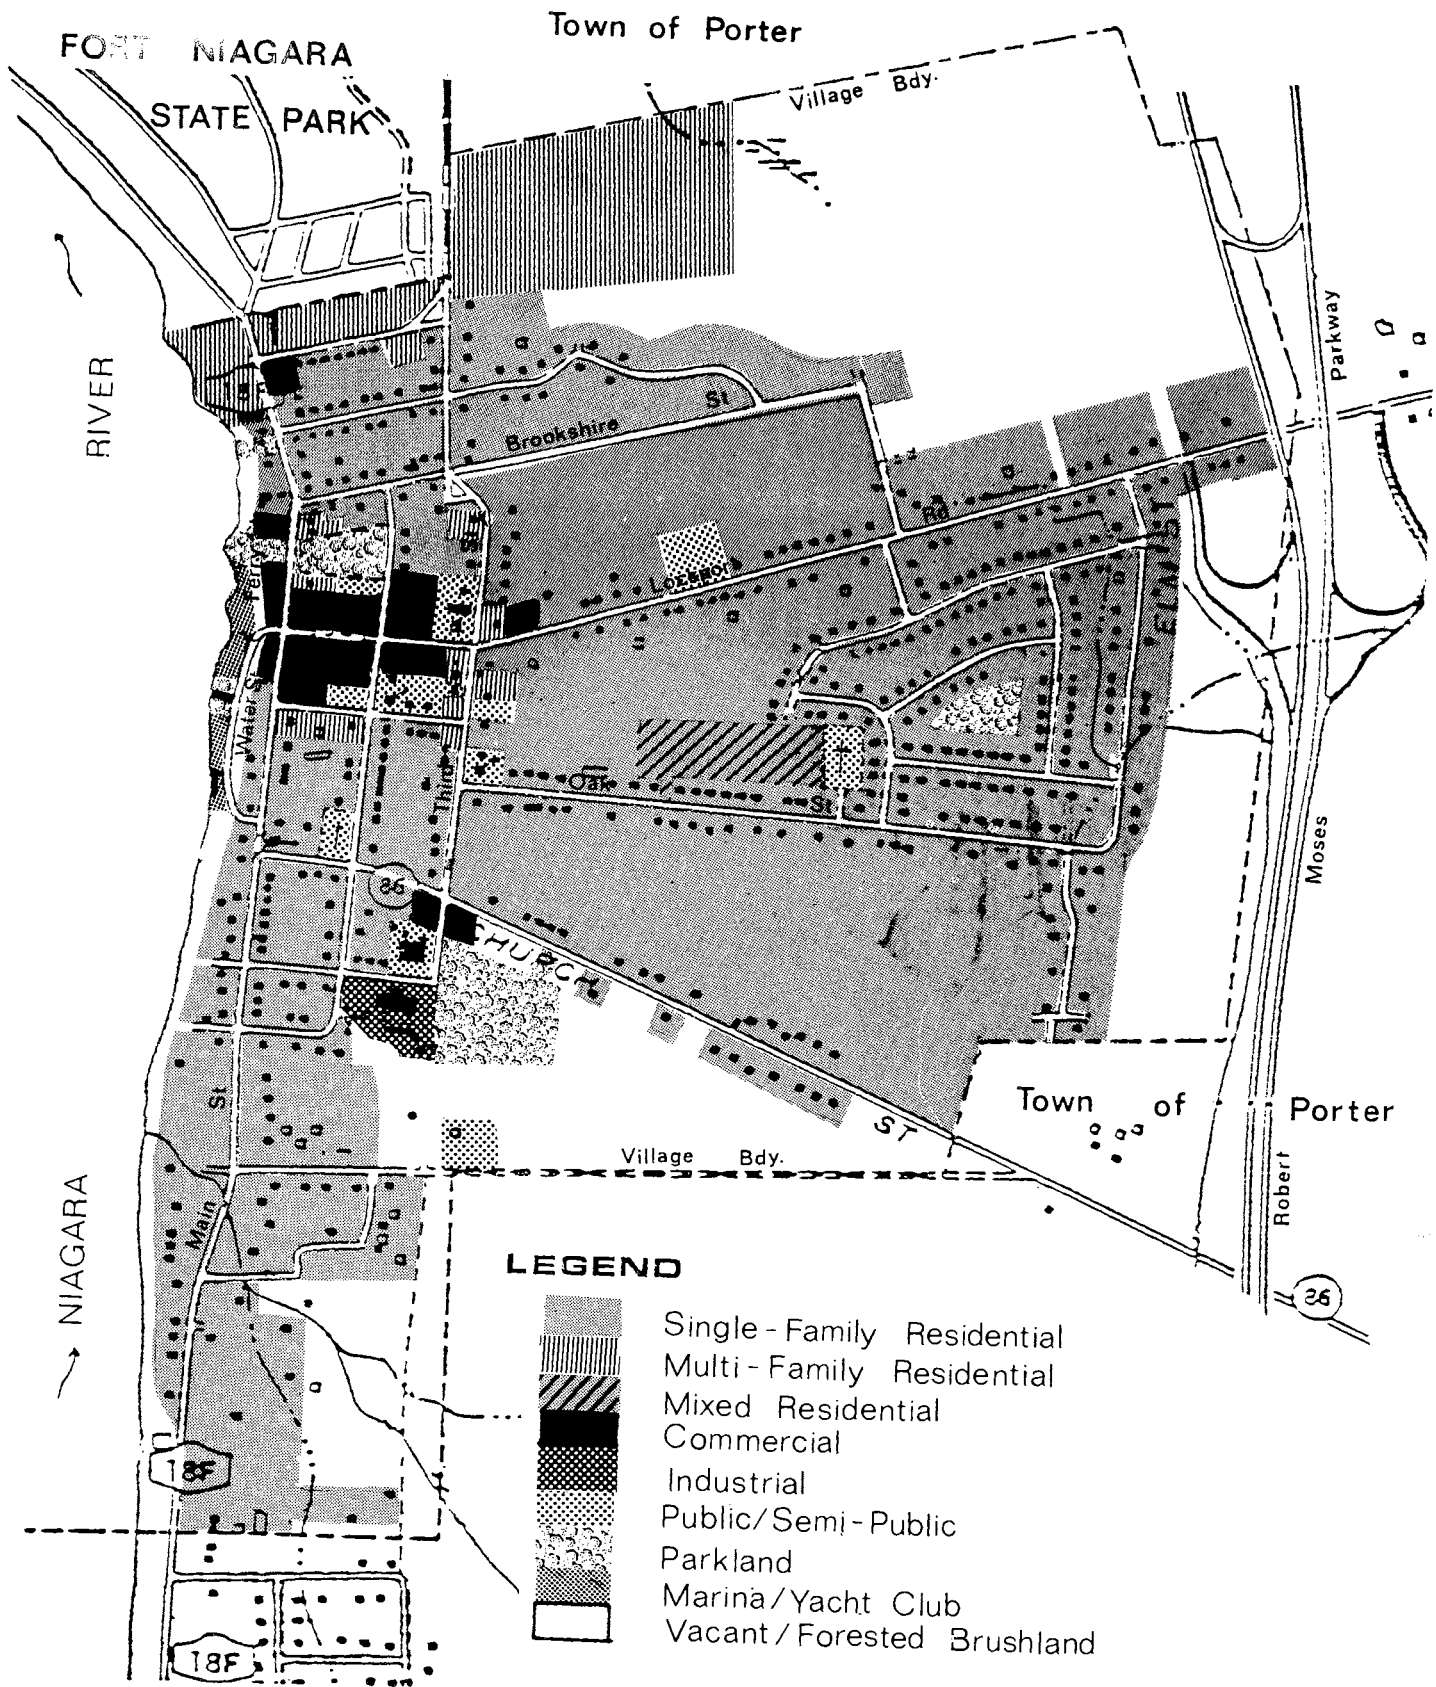 Town of Porter
FORT NIAGARA
STATE PARK
Village Bdy.
RIVER
Parkway
Brookshire St
Lockport Rd
ELM ST
Water St
Ferry
Third St
Oak St
Moses
36
CHURCH ST
Town of Porter
Village Bdy.
Main St
NIAGARA
Robert
36
18F
18F
LEGEND
Single-Family Residential
Multi-Family Residential
Mixed Residential
Commercial
Industrial
Public/Semi-Public
Parkland
Marina/Yacht Club
Vacant/Forested Brushland